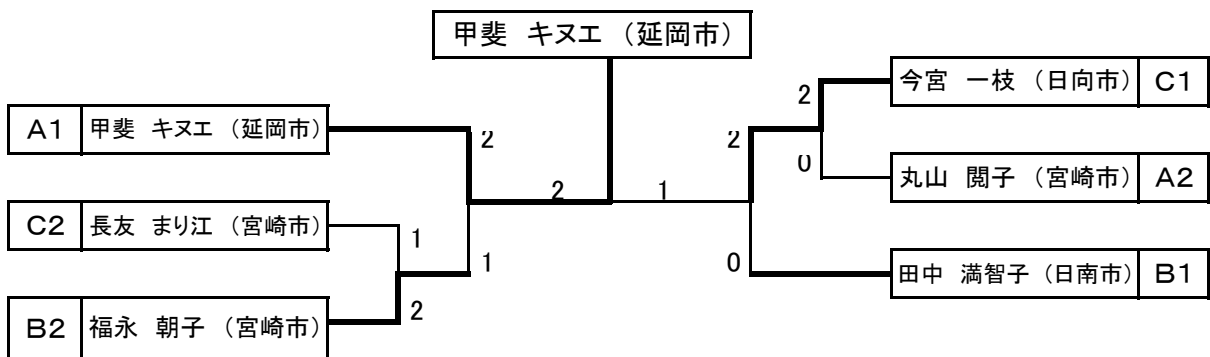 甲斐 キヌエ （延岡市）
A1 甲斐 キヌエ （延岡市）
C2 長友 まり江 （宮崎市）
B2 福永 朝子 （宮崎市）
2
1
1
2
2
1
2
0
2
0
今宮 一枝 （日向市） C1
丸山 閲子 （宮崎市） A2
田中 満智子 （日南市） B1